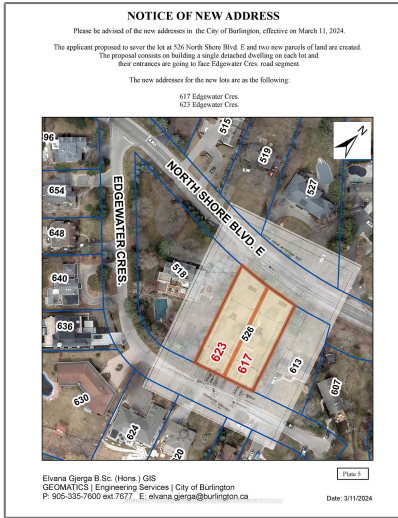 NOTICE OF NEW ADDRESS
Please be advised of the new addresses in the City of Burlington, effective on March 11, 2024.
The applicant proposed to sever the lot at 526 North Shore Blvd. E and two new parcels of land are created.
The proposal consists on building a single detached dwelling on each lot and
their entrances are going to face Edgewater Cres. road segment.
The new addresses for the new lots are as the following:
617 Edgewater Cres.
623 Edgewater Cres.
96
515
519
N
654
527
NORTH SHORE BLVD. E
EDGEWATER CRES.
648
518
640
636
526
623
617
613
607
630
624
20
Plate 5
Elvana Gjerga B.Sc. (Hons.) GIS
GEOMATICS | Engineering Services | City of Burlington
P: 905-335-7600 ext.7677 E: elvana gjerga@burlington.ca
Date: 3/11/2024